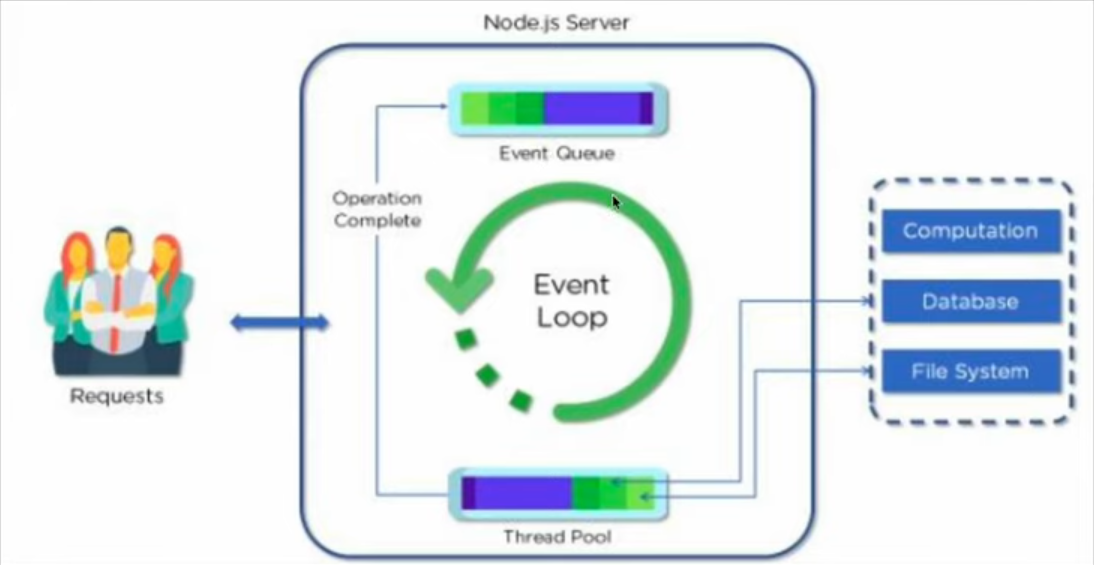 Node.js Server
Event Queue
Operation
Complete
Event
Loop
Requests
Computation
Database
File System
Thread Pool